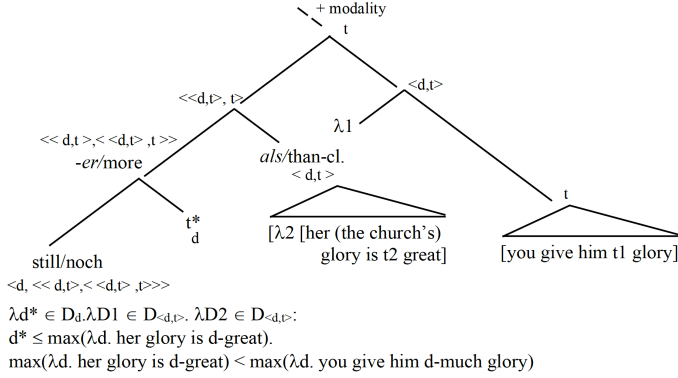 + modality
t
<<d,t>, t>
<d,t>
<< d,t >,< <d,t> ,t >>
λ1
-er/more
als/than-cl.
< d,t >
t*
d
t
[λ2 [her (the church's)
glory is t2 great]
[you give him t1 glory]
still/noch
<d, << d,t>,< <d,t> ,t>>>
λd* ∈ Dd.λD1 ∈ D<d,t>. λD2 ∈ D<d,t>:
d* ≤ max(λd. her glory is d-great).
max(λd. her glory is d-great) < max(λd. you give him d-much glory)